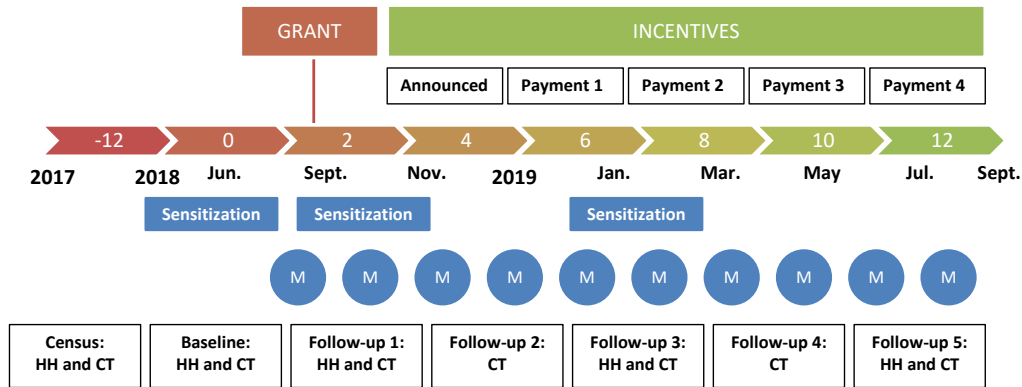 GRANT
INCENTIVES
Announced
Payment 1
Payment 2
Payment 3
Payment 4
-12
0
2
4
6
8
10
12
2017
2018
Jun.
Sept.
Nov.
2019
Jan.
Mar.
May
Jul.
Sept.
Sensitization
Sensitization
Sensitization
M
M
M
M
M
M
M
M
M
M
Census:
HH and CT
Baseline:
HH and CT
Follow-up 1:
HH and CT
Follow-up 2:
CT
Follow-up 3:
HH and CT
Follow-up 4:
CT
Follow-up 5:
HH and CT